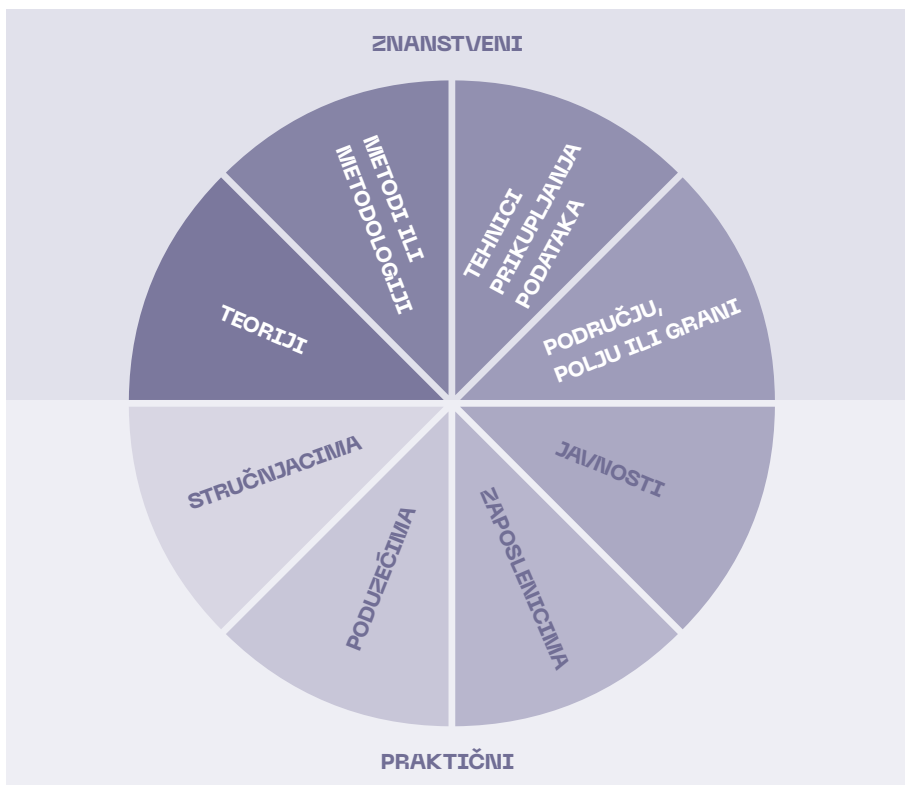 ZNANSTVENI
METODI ILI
METODOLOGIJI
TEHNICI
PRIKUPLJANJA
PODATAKA
TEORIJI
PODRUČJU,
POLJU ILI GRANI
STRUČNJACIMA
JAVNOSTI
PODUZEĆIMA
ZAPOSLENICIMA
PRAKTIČNI